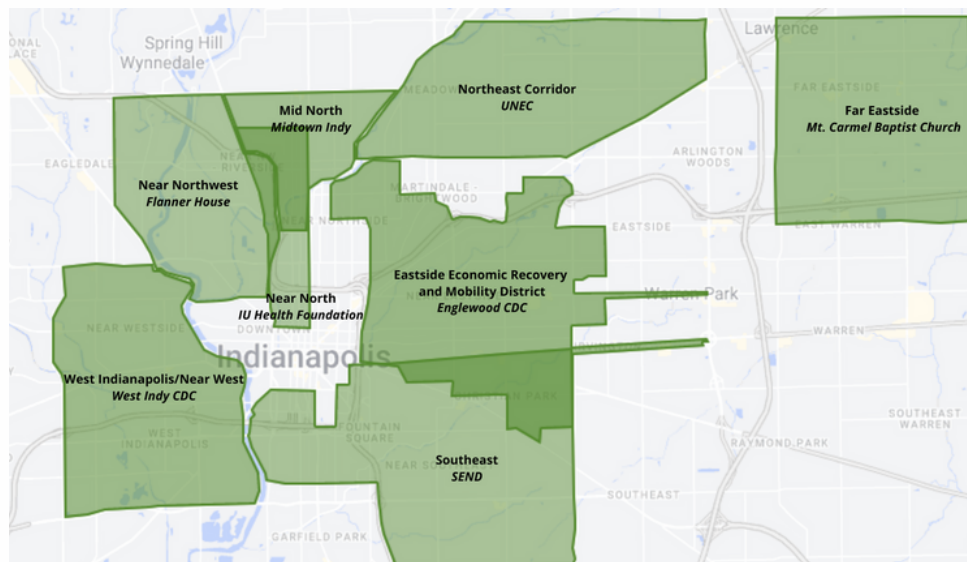 Lawrence
Spring Hill
Wynnedale
Northeast Corridor
UNEC
FAR EASTSIDE
Mid North
Midtown Indy
Far Eastside
Mt. Carmel Baptist Church
EAGLEDALE
ARLINGTON
WOODS
Near Northwest
Flanner House
MARTINDALE -
NEAR NORTHSIDE
EASTSIDE
EAST WARREN
Eastside Economic Recovery
and Mobility District
Englewood CDC
Warren Park
Near North
IU Health Foundation
NEAR WESTSIDE
DOWNTOWN
WARREN
Indianapolis
West Indianapolis/Near West
West Indy CDC
CHRISTIAN PARK
SOUTHEAST
WARREN
WEST
INDIANAPOLIS
FOUNTAIN
SQUARE
RAYMOND PARK
Southeast
SEND
SOUTHEAST
GARFIELD PARK